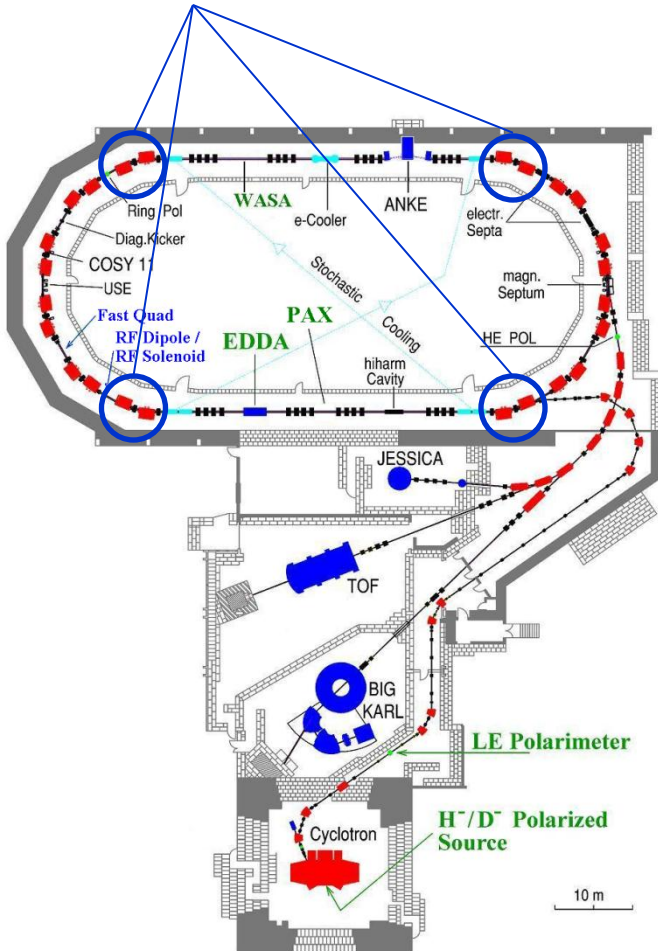 WASA
e-Cooler
ANKE
Ring Pol
electr.
Septa
Diag.Kicker
COSY 11
USE
Stochastic
Cooling
magn.
Septum
Fast Quad
RF Dipole /
RF Solenoid
EDDA
PAX
hiharm
Cavity
HE POL
JESSICA
TOF
BIG
KARL
LE Polarimeter
Cyclotron
H⁻/D⁻ Polarized
Source
10 m